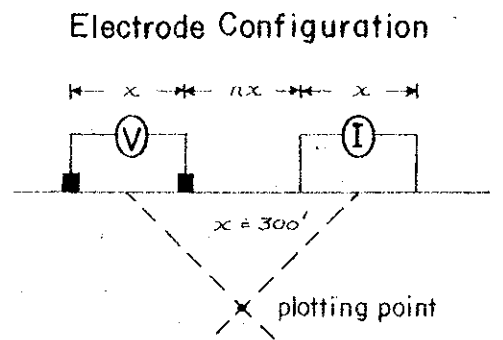 Electrode Configuration
x nx x
V I
x = 300'
plotting point